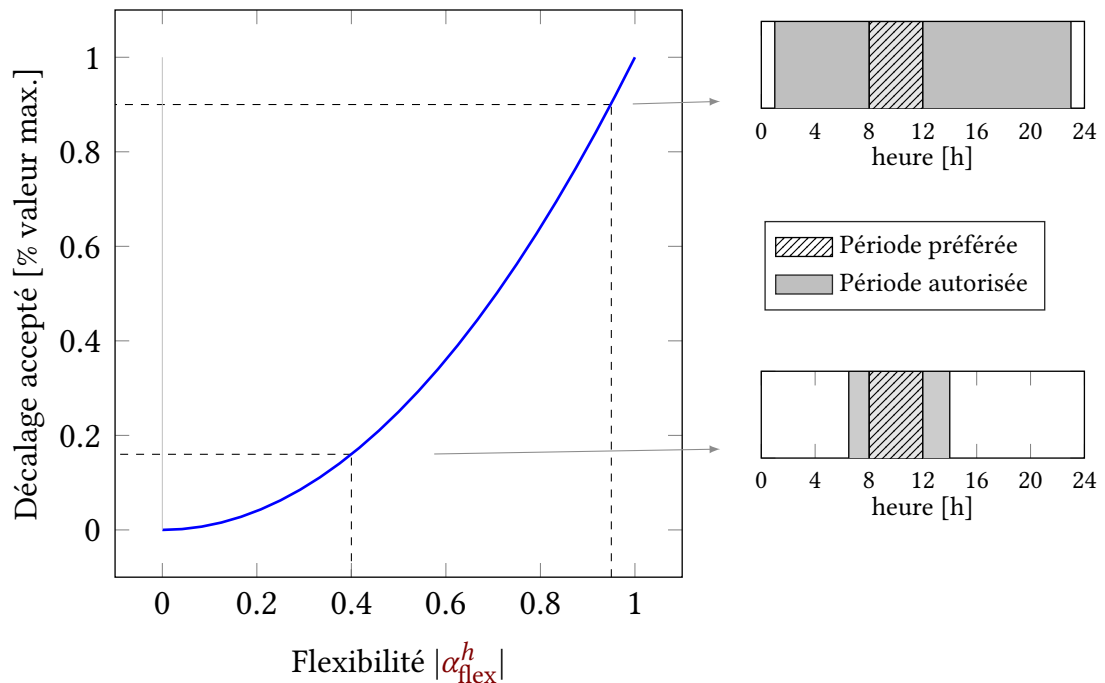 Décalage accepté [% valeur max.]
1
0.8
0.6
0.4
0.2
0
0 0.2 0.4 0.6 0.8 1
Flexibilité |α^h_flex|
0 4 8 12 16 20 24
heure [h]
Période préférée
Période autorisée
0 4 8 12 16 20 24
heure [h]